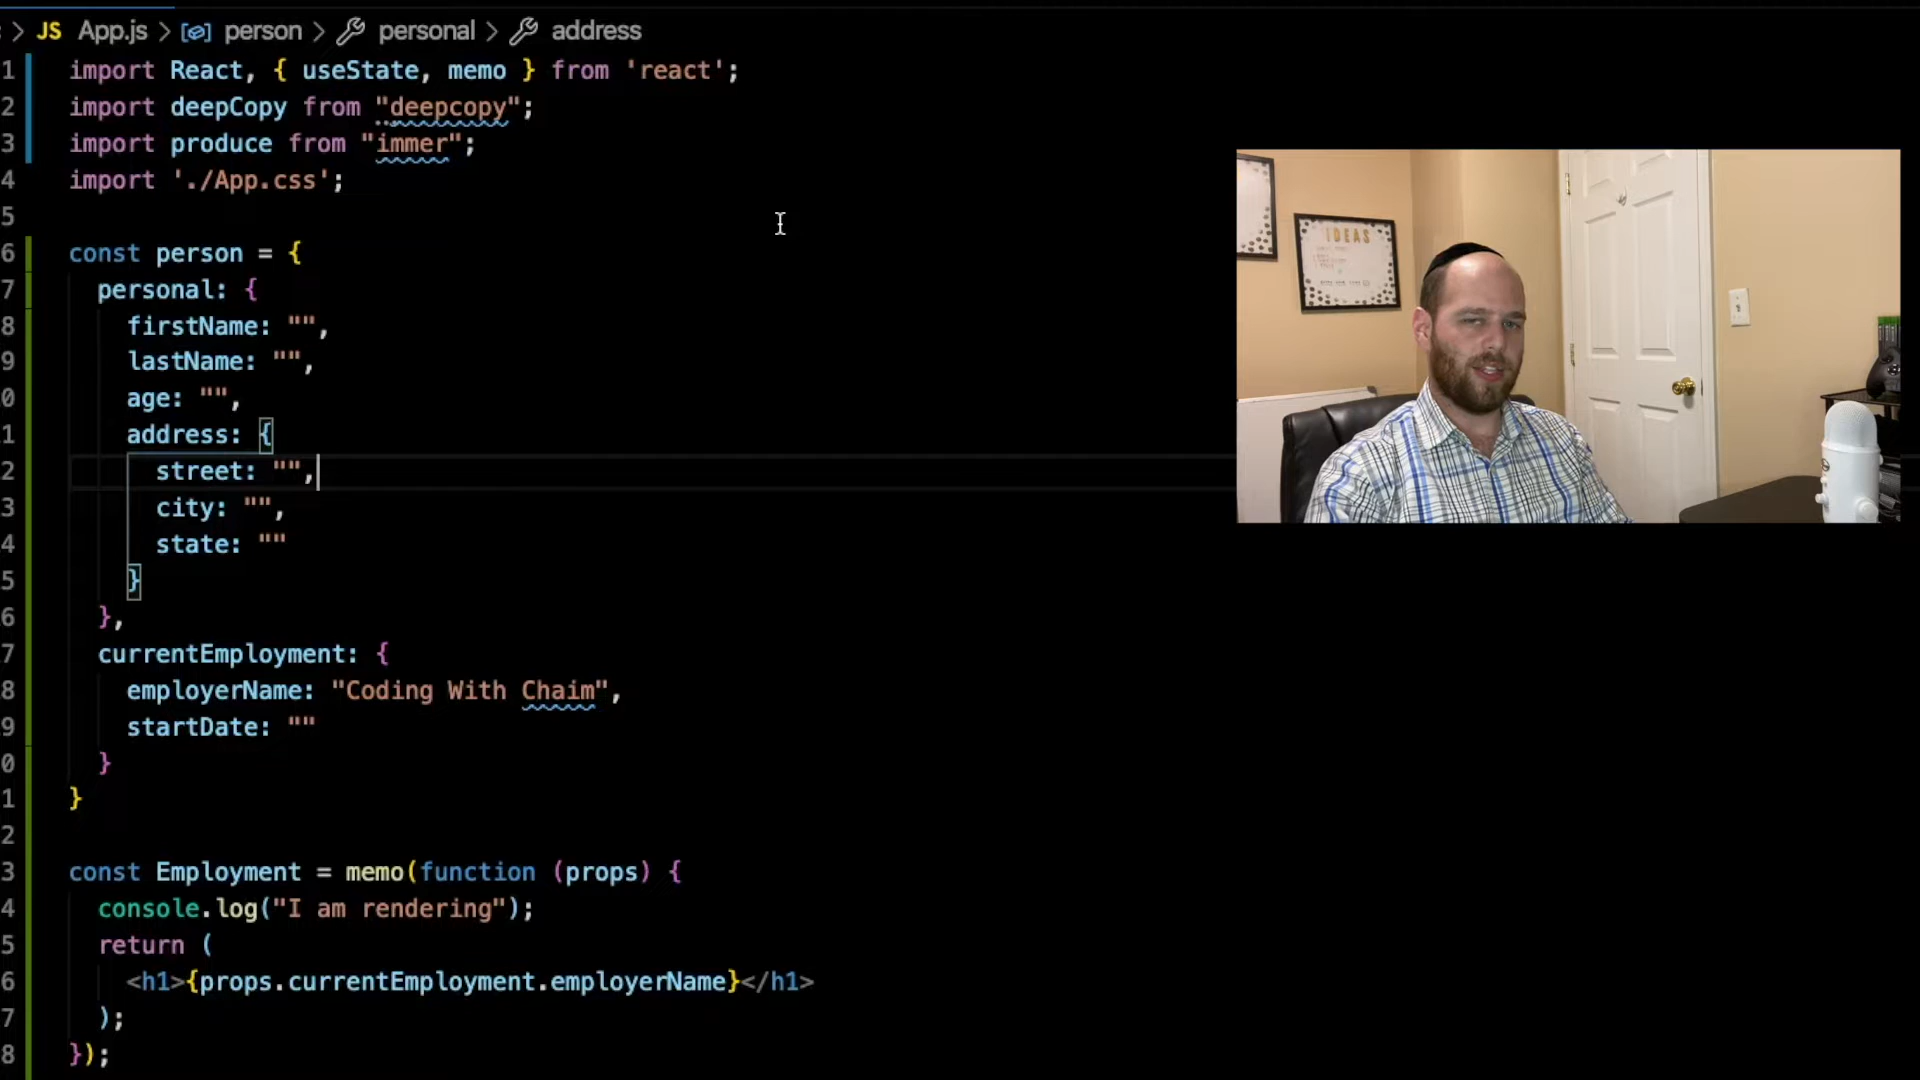 JS App.js > person > personal > address
1 import React, { useState, memo } from 'react';
2 import deepCopy from "deepcopy";
3 import produce from "immer";
4 import './App.css';
5
6 const person = {
7 personal: {
8 firstName: "",
9 lastName: "",
0 age: "",
1 address: {
2 street: "",
3 city: "",
4 state: ""
5 }
6 },
7 currentEmployment: {
8 employerName: "Coding With Chaim",
9 startDate: ""
0 }
1 }
2
3 const Employment = memo(function (props) {
4 console.log("I am rendering");
5 return (
6 <h1>{props.currentEmployment.employerName}</h1>
7 );
8 });
IDEAS